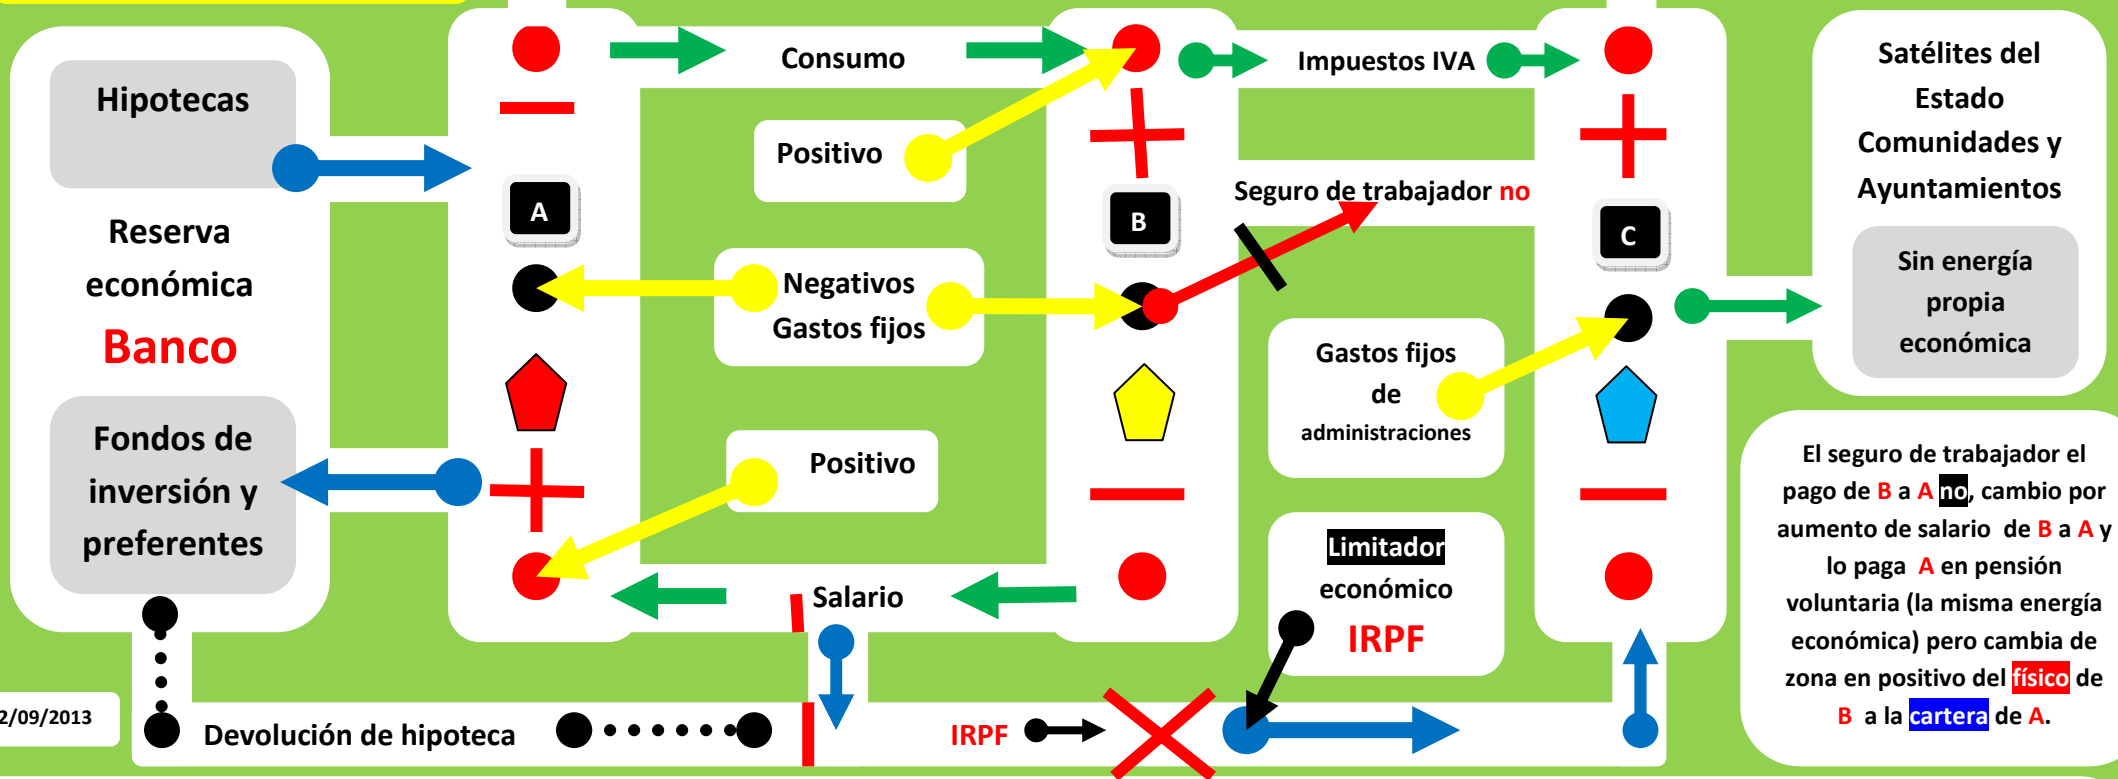 Hipotecas
Reserva
económica
Banco
Fondos de
inversión y
preferentes
2/09/2013
Devolución de hipoteca
A
Consumo
Positivo
Negativos
Gastos fijos
Positivo
Salario
B
Impuestos IVA
Seguro de trabajador no
Gastos fijos
de
administraciones
Limitador
económico
IRPF
IRPF
C
Satélites del
Estado
Comunidades y
Ayuntamientos
Sin energía
propia
económica
El seguro de trabajador el
pago de B a A no, cambio por
aumento de salario de B a A y
lo paga A en pensión
voluntaria (la misma energía
económica) pero cambia de
zona en positivo del físico de
B a la cartera de A.